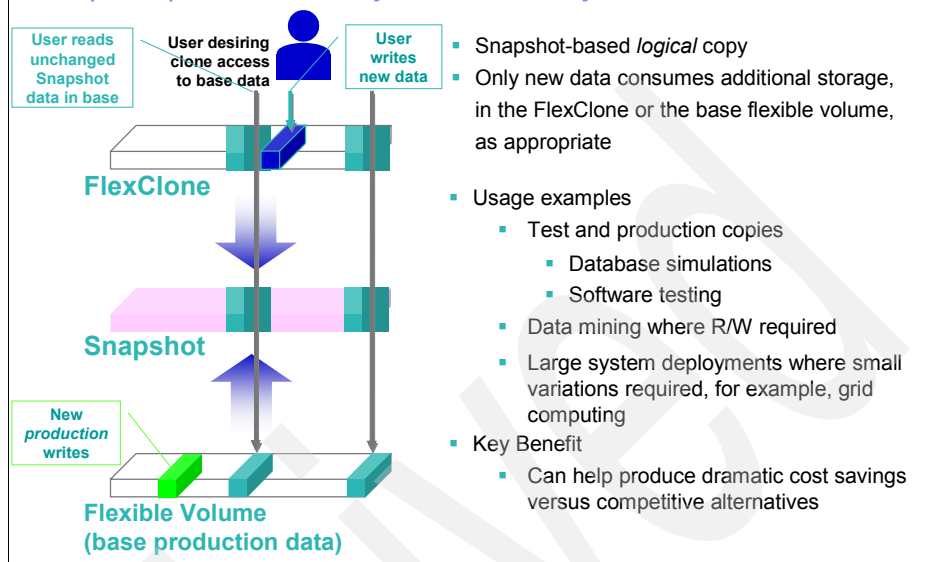 User reads
unchanged
Snapshot
data in base
User desiring
clone access
to base data
User
writes
new data
FlexClone
Snapshot
New
production
writes
Flexible Volume
(base production data)
▪ Snapshot-based logical copy
▪ Only new data consumes additional storage,
in the FlexClone or the base flexible volume,
as appropriate
▪ Usage examples
▪ Test and production copies
▪ Database simulations
▪ Software testing
▪ Data mining where R/W required
▪ Large system deployments where small
variations required, for example, grid
computing
▪ Key Benefit
▪ Can help produce dramatic cost savings
versus competitive alternatives